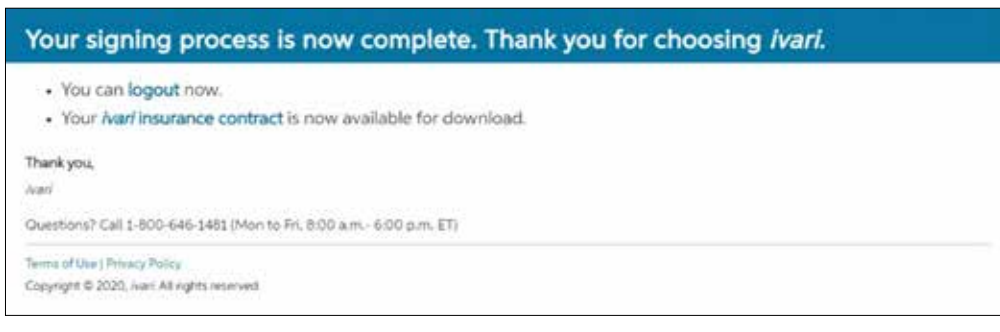 Your signing process is now complete. Thank you for choosing ivari.
• You can logout now.
• Your ivari insurance contract is now available for download.
Thank you,
ivari
Questions? Call 1-800-646-1481 (Mon to Fri, 8:00 a.m.- 6:00 p.m. ET)
Terms of Use | Privacy Policy
Copyright © 2020, ivari. All rights reserved.